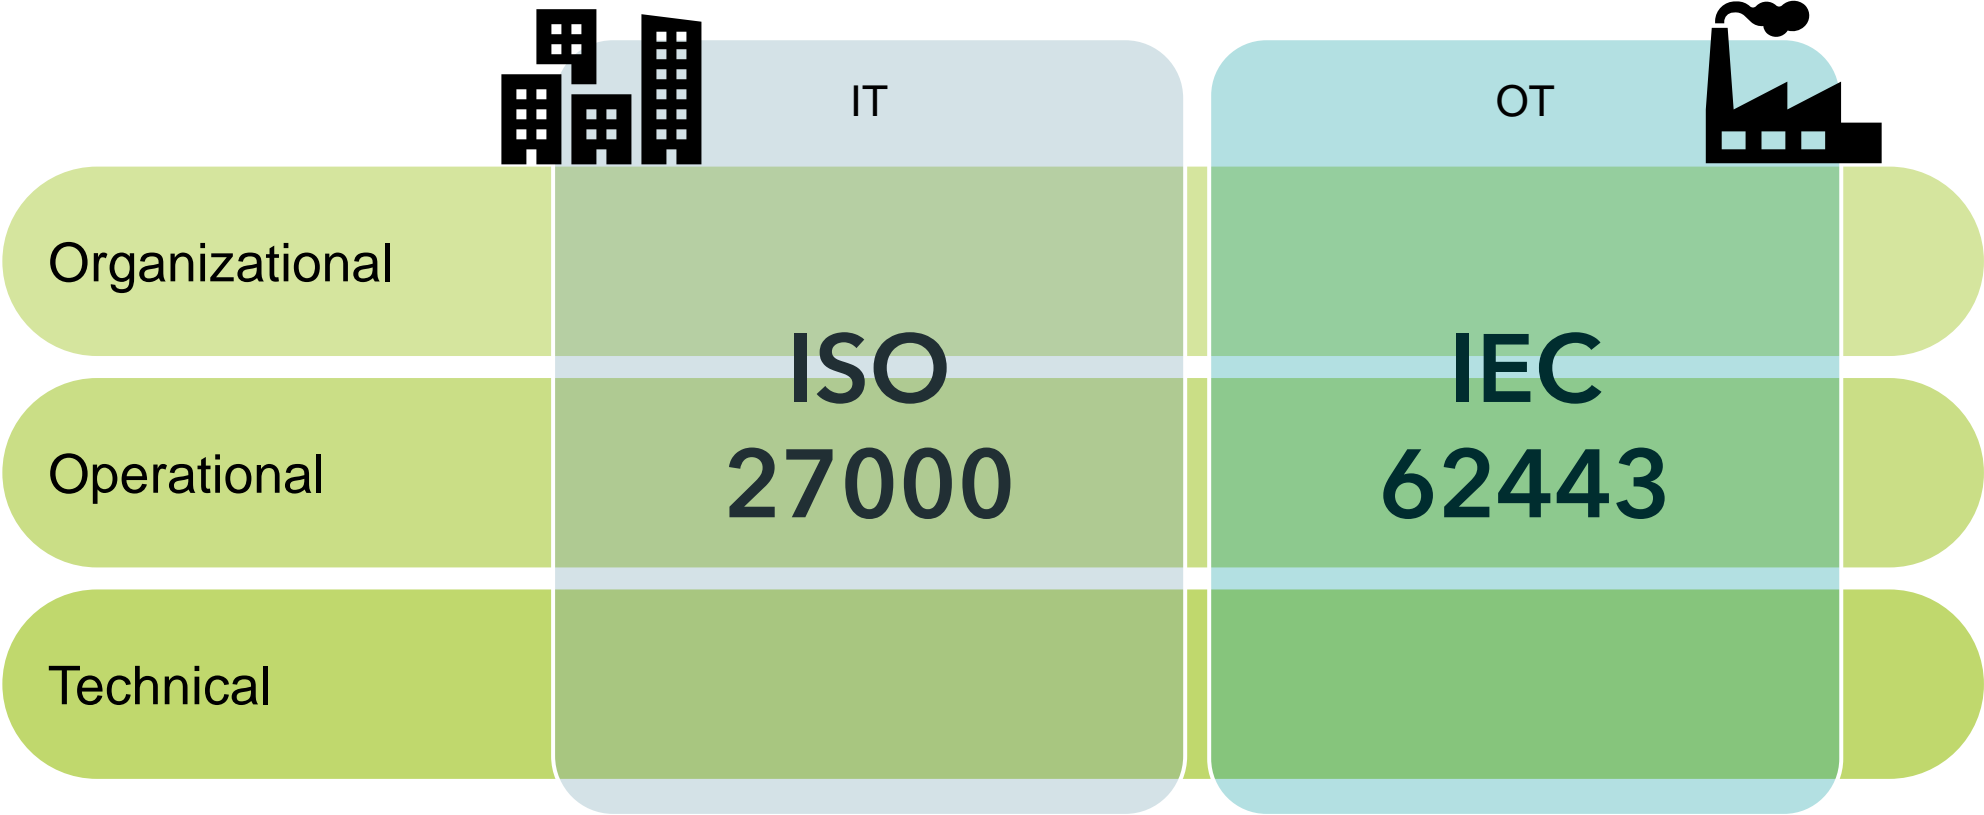 IT
OT
Organizational
ISO
27000
IEC
62443
Operational
Technical